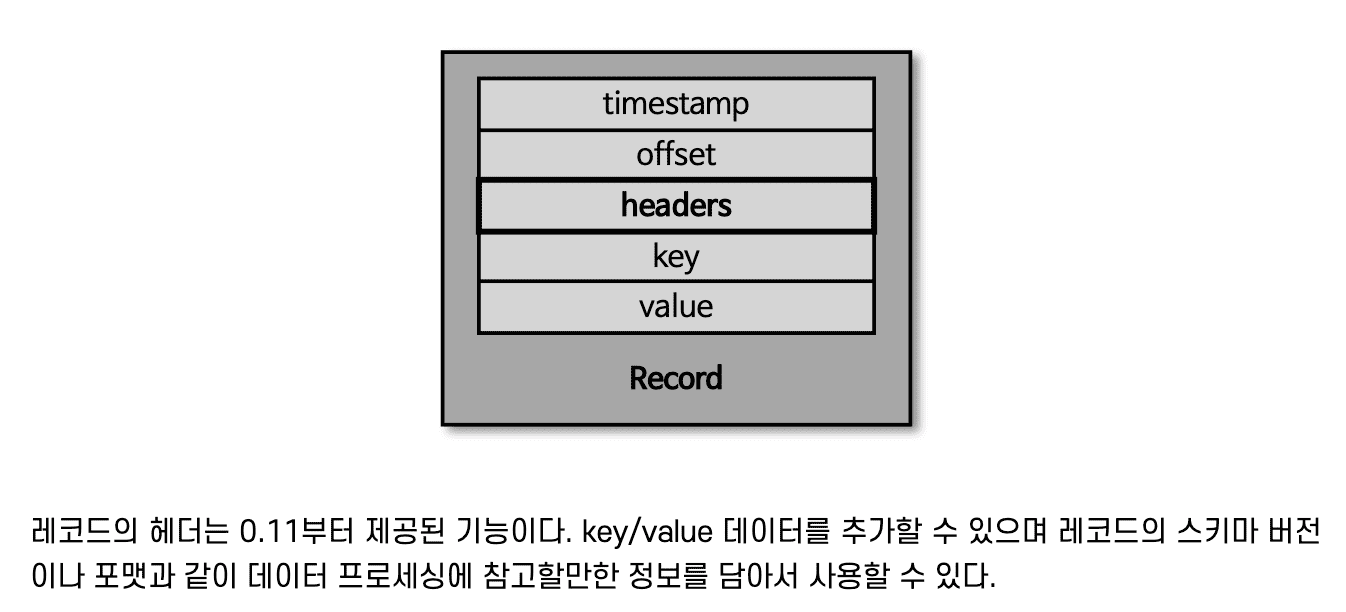 timestamp
offset
headers
key
value
Record
레코드의 헤더는 0.11부터 제공된 기능이다. key/value 데이터를 추가할 수 있으며 레코드의 스키마 버전
이나 포맷과 같이 데이터 프로세싱에 참고할만한 정보를 담아서 사용할 수 있다.